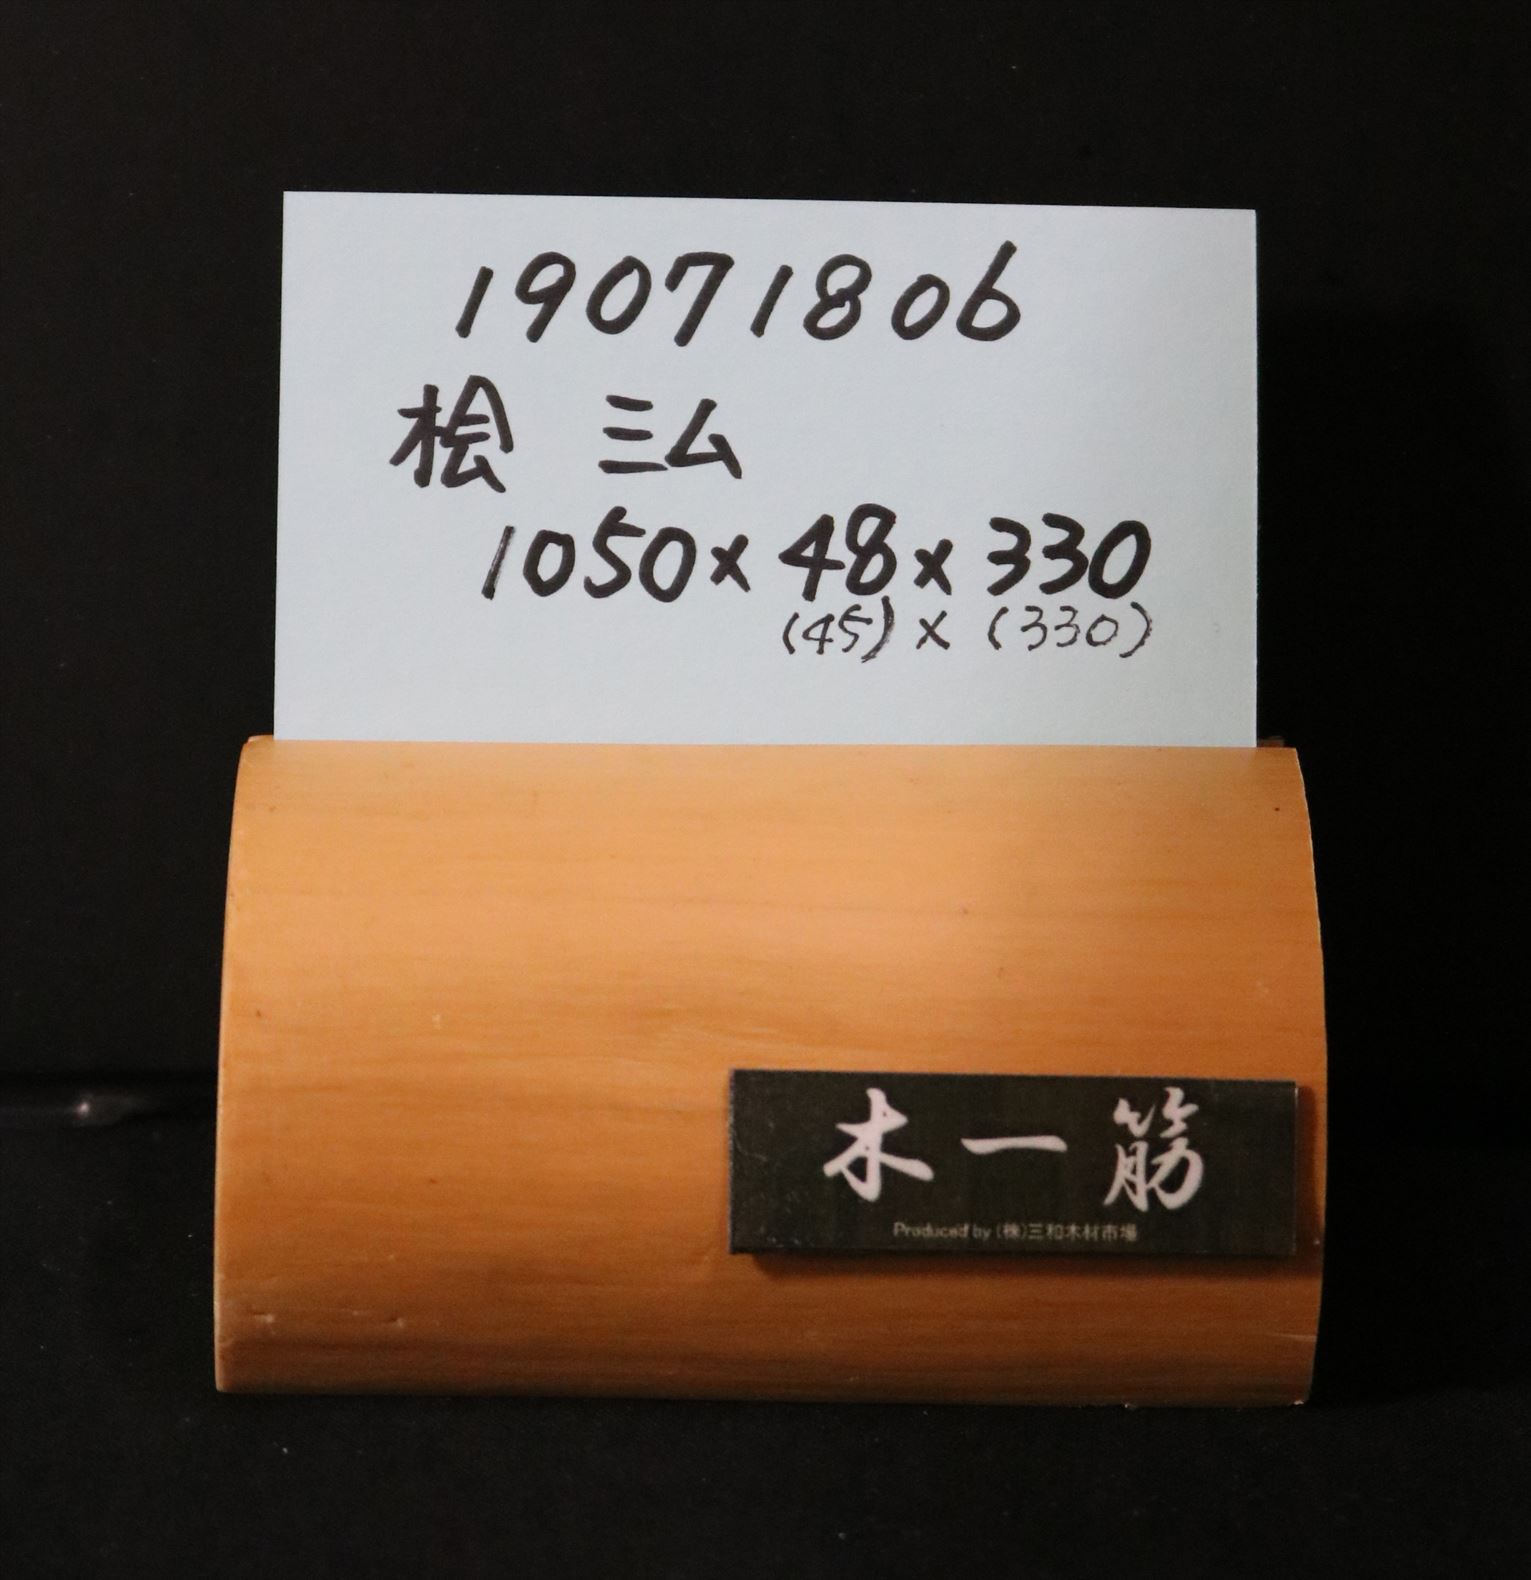 19071806
桧 三ム
1050×48×330
(45)×(330)
木一筋
Produced by (株)三和木材市場